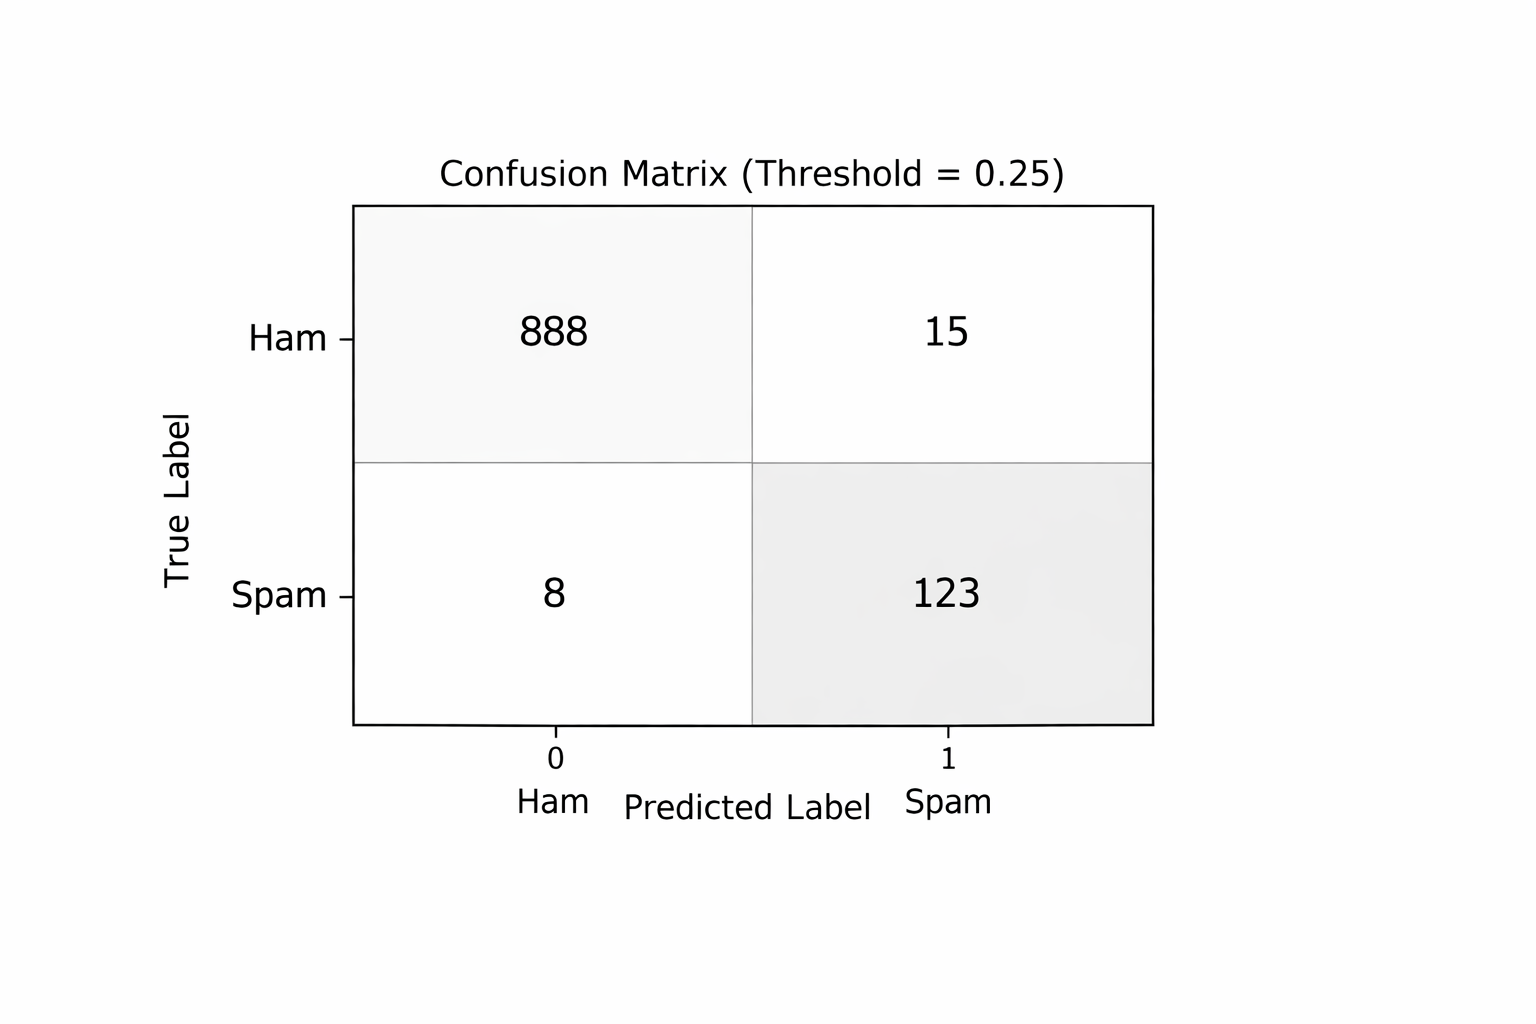 Confusion Matrix (Threshold = 0.25)
Ham
888
15
True Label
Spam
8
123
0
1
Ham
Predicted Label
Spam